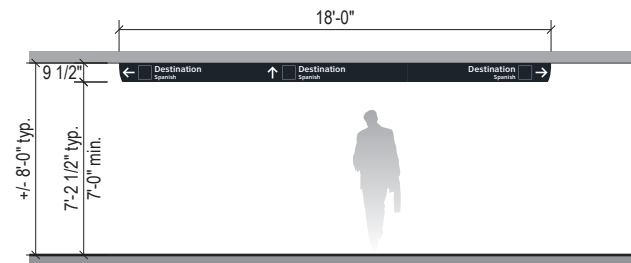 18'-0"
9 1/2"
← Destination
Spanish
↑ Destination
Spanish
Destination →
Spanish
+/- 8'-0" typ.
7'-2 1/2" typ.
7'-0" min.